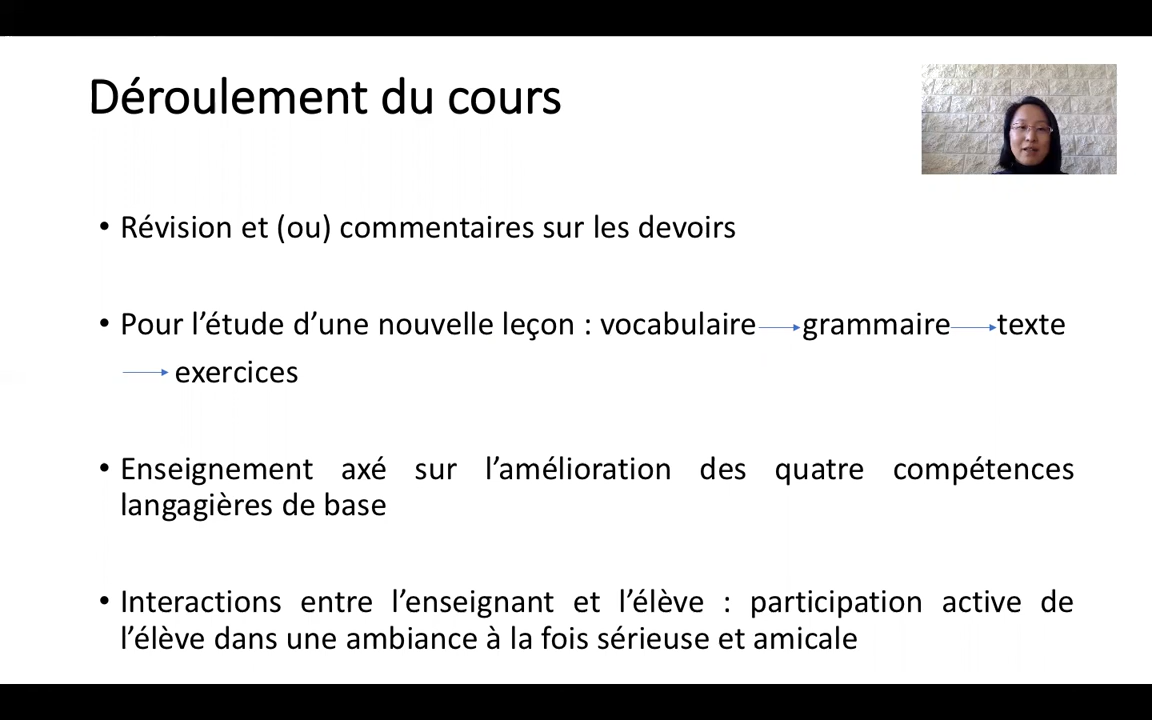 Déroulement du cours
• Révision et (ou) commentaires sur les devoirs
• Pour l’étude d’une nouvelle leçon : vocabulaire → grammaire → texte
→ exercices
• Enseignement axé sur l’amélioration des quatre compétences
langagières de base
• Interactions entre l’enseignant et l’élève : participation active de
l’élève dans une ambiance à la fois sérieuse et amicale